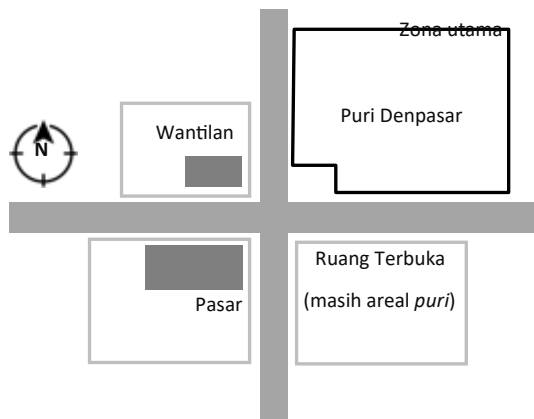 Zona utama
Puri Denpasar
Wantilan
N
Ruang Terbuka
(masih areal puri)
Pasar